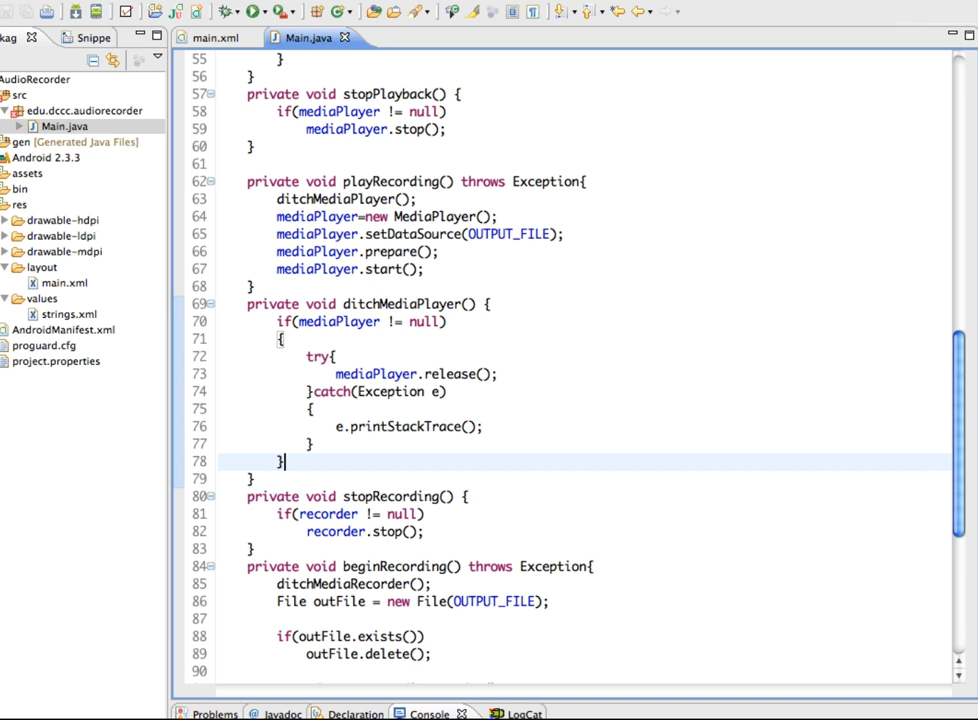 kag
Snippe
main.xml
Main.java
AudioRecorder
src
edu.dccc.audiorecorder
Main.java
gen [Generated Java Files]
Android 2.3.3
assets
bin
res
drawable-hdpi
drawable-ldpi
drawable-mdpi
layout
main.xml
values
strings.xml
AndroidManifest.xml
proguard.cfg
project.properties
55 }
56 }
57 private void stopPlayback() {
58 if(mediaPlayer != null)
59 mediaPlayer.stop();
60 }
61
62 private void playRecording() throws Exception{
63 ditchMediaPlayer();
64 mediaPlayer=new MediaPlayer();
65 mediaPlayer.setDataSource(OUTPUT_FILE);
66 mediaPlayer.prepare();
67 mediaPlayer.start();
68 }
69 private void ditchMediaPlayer() {
70 if(mediaPlayer != null)
71 {
72 try{
73 mediaPlayer.release();
74 }catch(Exception e)
75 {
76 e.printStackTrace();
77 }
78 }
79 }
80 private void stopRecording() {
81 if(recorder != null)
82 recorder.stop();
83 }
84 private void beginRecording() throws Exception{
85 ditchMediaRecorder();
86 File outFile = new File(OUTPUT_FILE);
87
88 if(outFile.exists())
89 outFile.delete();
90
Problems @ Javadoc Declaration Console LogCat